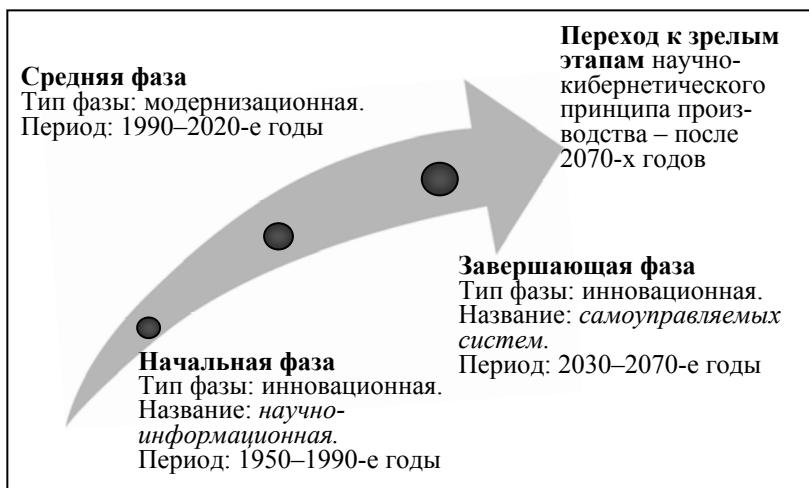 Средняя фаза
Тип фазы: модернизационная.
Период: 1990–2020-е годы
Переход к зрелым
этапам научно-
кибернетического
принципа произ-
водства – после
2070-х годов
Начальная фаза
Тип фазы: инновационная.
Название: научно-
информационная.
Период: 1950–1990-е годы
Завершающая фаза
Тип фазы: инновационная.
Название: самоуправляемых
систем.
Период: 2030–2070-е годы